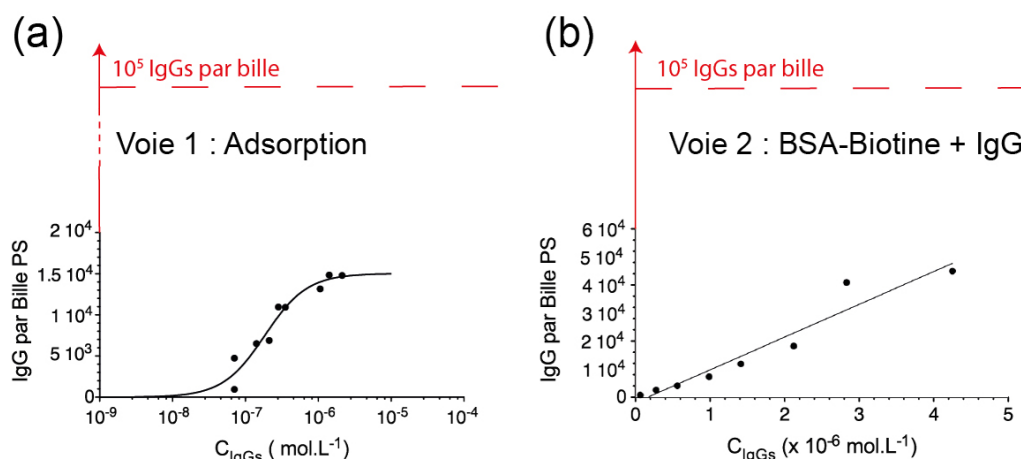 (a)
10⁵ IgGs par bille
Voie 1 : Adsorption
IgG par Bille PS
2 10⁴
1.5 10⁴
1 10⁴
5 10³
0
10⁻⁹ 10⁻⁸ 10⁻⁷ 10⁻⁶ 10⁻⁵ 10⁻⁴
C_IgGs ( mol.L⁻¹)
(b)
10⁵ IgGs par bille
Voie 2 : BSA-Biotine + IgG
IgG par Bille PS
6 10⁴
5 10⁴
4 10⁴
2 10⁴
2 10⁴
1 10⁴
0
0 1 2 3 4 5
C_IgGs (x 10⁻⁶ mol.L⁻¹)